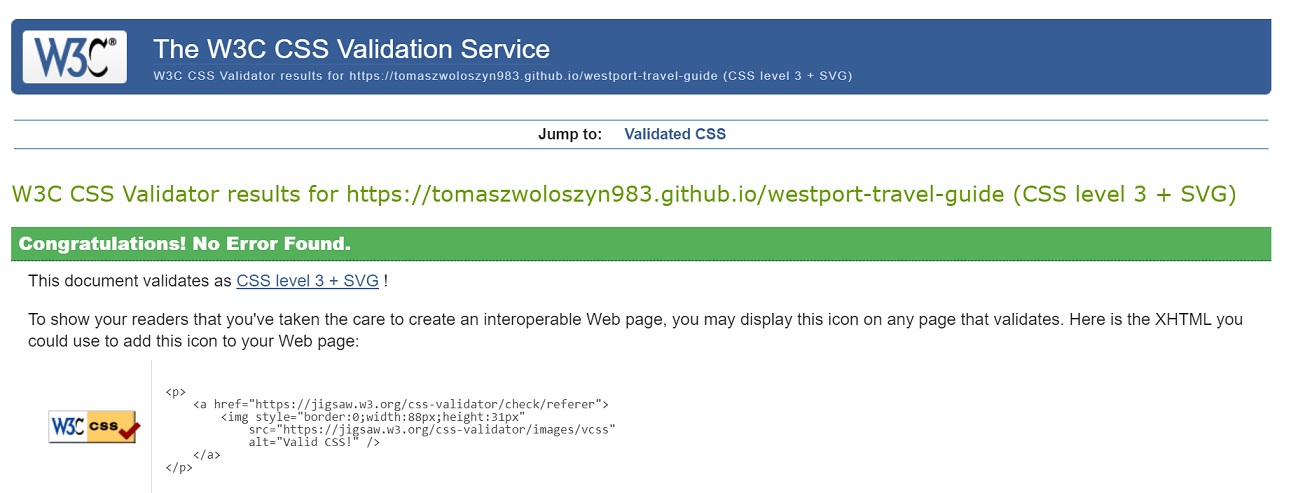 W3C® The W3C CSS Validation Service
W3C CSS Validator results for https://tomaszwoloszyn983.github.io/westport-travel-guide (CSS level 3 + SVG)
Jump to: Validated CSS
W3C CSS Validator results for https://tomaszwoloszyn983.github.io/westport-travel-guide (CSS level 3 + SVG)
Congratulations! No Error Found.
This document validates as CSS level 3 + SVG !
To show your readers that you've taken the care to create an interoperable Web page, you may display this icon on any page that validates. Here is the XHTML you
could use to add this icon to your Web page:
W3C css
<p>
    <a href="https://jigsaw.w3.org/css-validator/check/referer">
        <img style="border:0;width:88px;height:31px"
            src="https://jigsaw.w3.org/css-validator/images/vcss"
            alt="Valid CSS!" />
    </a>
</p>